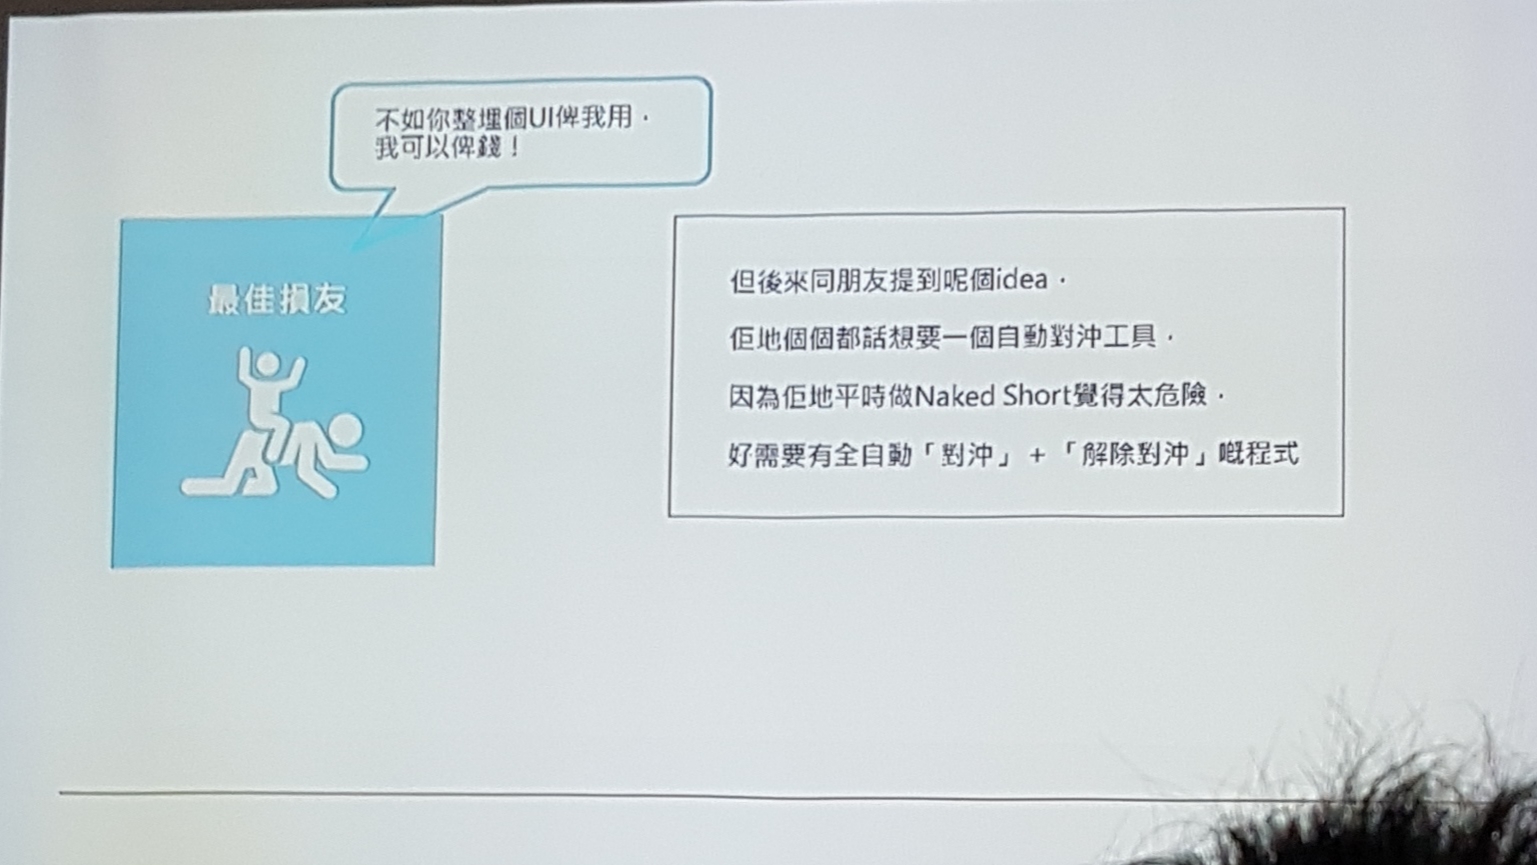 不如你整埋個UI俾我用，
我可以俾錢！
最佳損友
但後來同朋友提到呢個idea，
佢地個個都話想要一個自動對沖工具，
因為佢地平時做Naked Short覺得太危險，
好需要有全自動「對沖」+「解除對沖」嘅程式